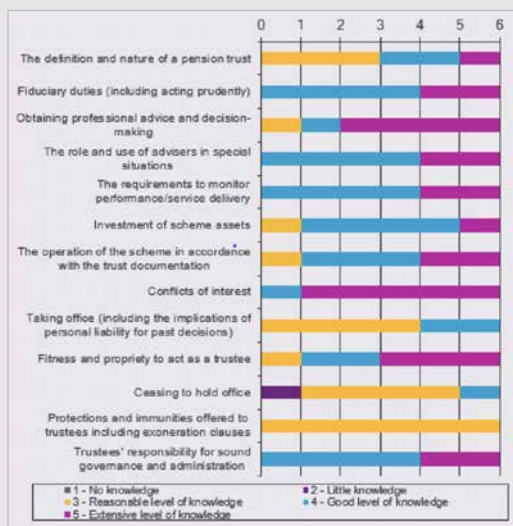 0 1 2 3 4 5 6
The definition and nature of a pension trust
Fiduciary duties (including acting prudently)
Obtaining professional advice and decision-
making
The role and use of advisers in special
situations
The requirements to monitor
performance/service delivery
Investment of scheme assets
The operation of the scheme in accordance
with the trust documentation
Conflicts of interest
Taking office (including the implications of
personal liability for past decisions)
Fitness and propriety to act as a trustee
Ceasing to hold office
Protections and immunities offered to
trustees including exoneration clauses
Trustees' responsibility for sound
governance and administration
1 - No knowledge 2 - Little knowledge
3 - Reasonable level of knowledge 4 - Good level of knowledge
5 - Extensive level of knowledge